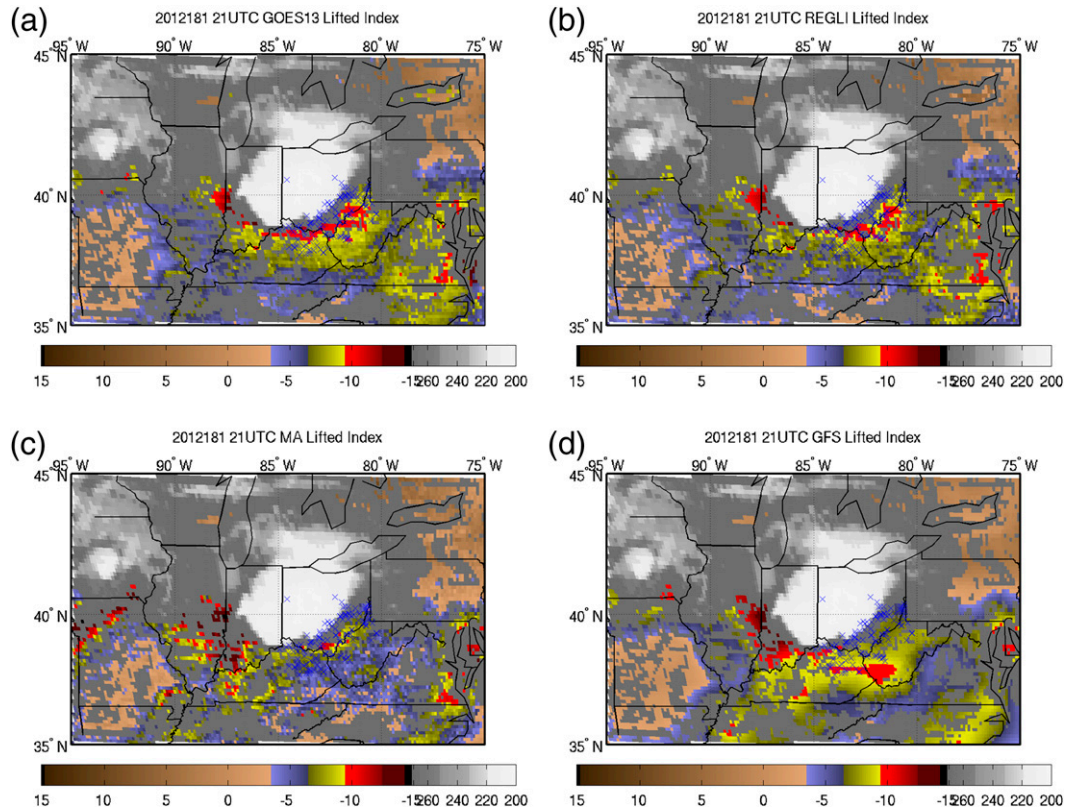 (a)
2012181 21UTC GOES13 Lifted Index
-95° W 90° W 85° W 80° W 75° W
45° N
40° N
35° N
15 10 5 0 -5 -10 -15 260 240 220 200
(b)
2012181 21UTC REGLI Lifted Index
-95° W 90° W 85° W 80° W 75° W
45° N
40° N
35° N
15 10 5 0 -5 -10 -15 260 240 220 200
(c)
2012181 21UTC MA Lifted Index
-95° W 90° W 85° W 80° W 75° W
45° N
40° N
35° N
15 10 5 0 -5 -10 -15 260 240 220 200
(d)
2012181 21UTC GFS Lifted Index
-95° W 90° W 85° W 80° W 75° W
45° N
40° N
35° N
15 10 5 0 -5 -10 -15 260 240 220 200